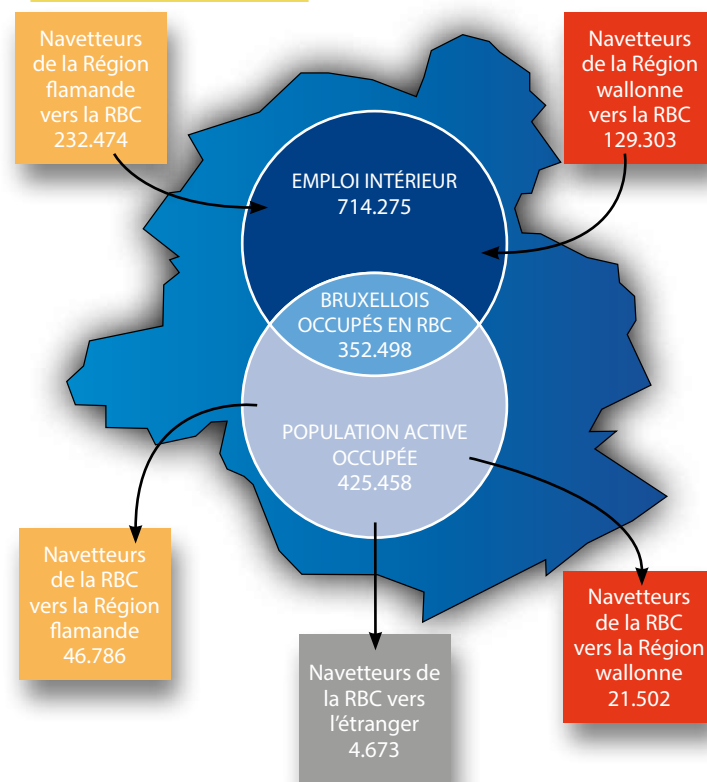 Navetteurs
de la Région
flamande
vers la RBC
232.474
Navetteurs
de la Région
wallonne
vers la RBC
129.303
EMPLOI INTÉRIEUR
714.275
BRUXELLOIS
OCCUPÉS EN RBC
352.498
POPULATION ACTIVE
OCCUPÉE
425.458
Navetteurs
de la RBC
vers la Région
flamande
46.786
Navetteurs de
la RBC vers
l'étranger
4.673
Navetteurs
de la RBC
vers la Région
wallonne
21.502